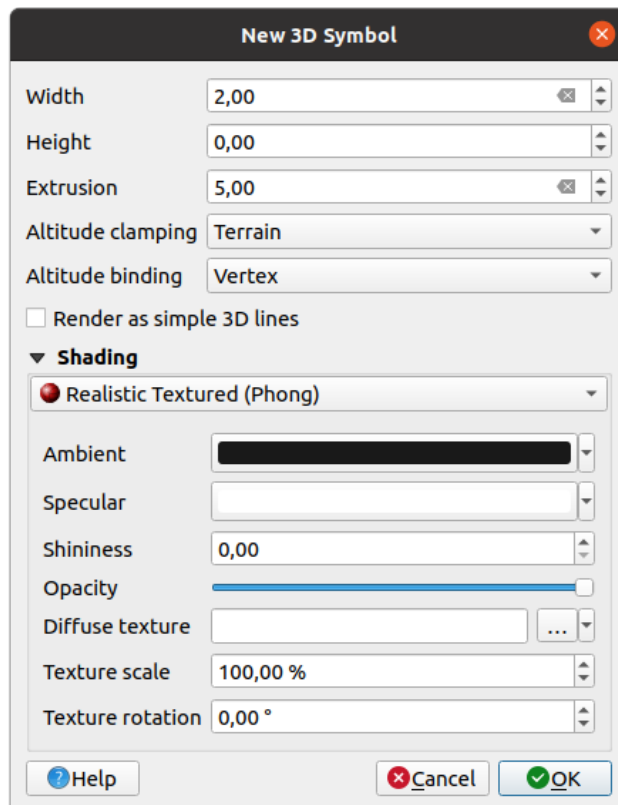 New 3D Symbol
Width 2,00
Height 0,00
Extrusion 5,00
Altitude clamping Terrain
Altitude binding Vertex
Render as simple 3D lines
Shading
Realistic Textured (Phong)
Ambient
Specular
Shininess 0,00
Opacity
Diffuse texture ...
Texture scale 100,00 %
Texture rotation 0,00 °
Help Cancel OK